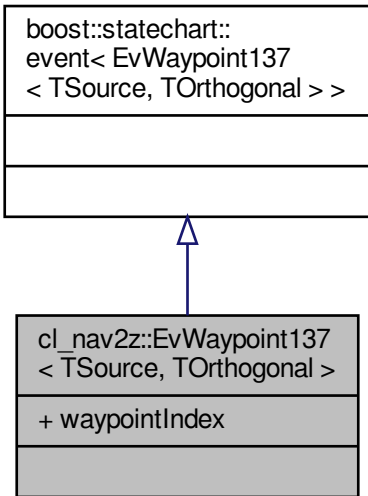 boost::statechart::
event< EvWaypoint137
< TSource, TOrthogonal > >
cl_nav2z::EvWaypoint137
< TSource, TOrthogonal >
+ waypointIndex